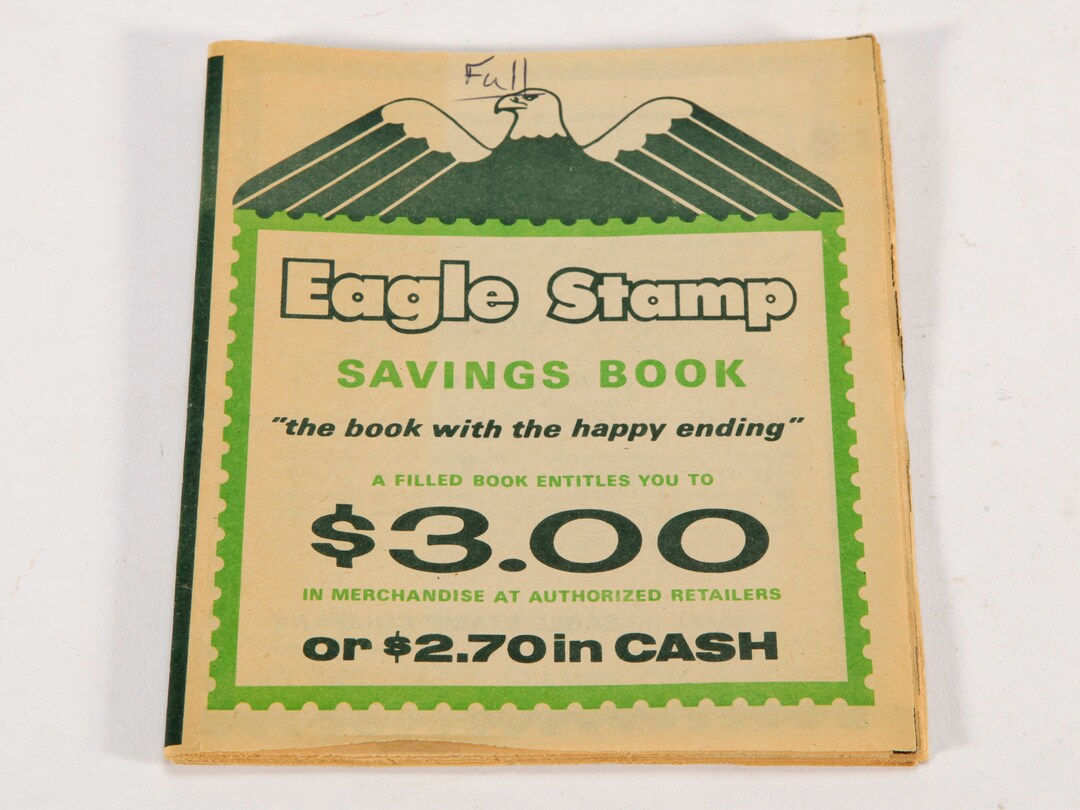 Full
Eagle Stamp
SAVINGS BOOK
"the book with the happy ending"
A FILLED BOOK ENTITLES YOU TO
$3.00
IN MERCHANDISE AT AUTHORIZED RETAILERS
or $2.70 in CASH